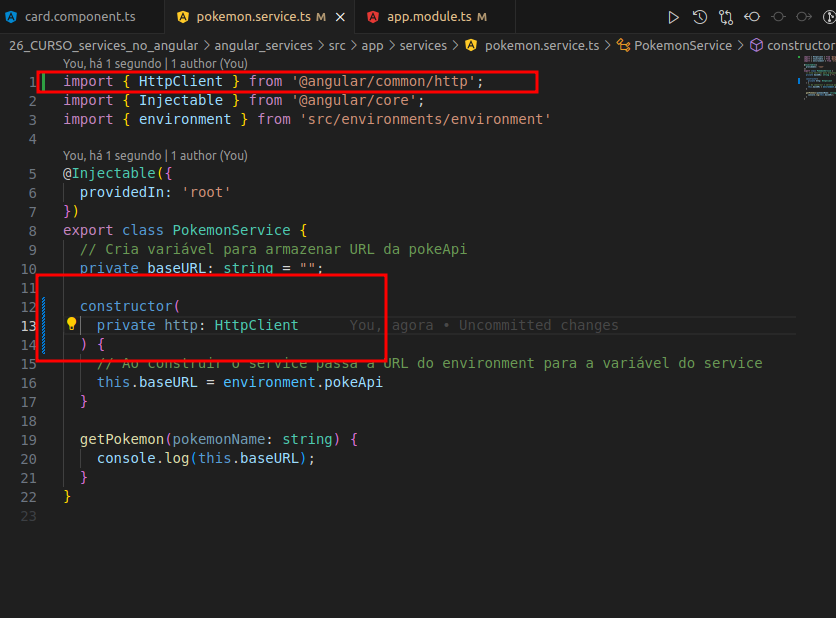 card.component.ts pokemon.service.ts M app.module.ts M
26_CURSO_services_no_angular > angular_services > src > app > services > pokemon.service.ts > PokemonService > constructor
You, há 1 segundo | 1 author (You)
1 import { HttpClient } from '@angular/common/http';
2 import { Injectable } from '@angular/core';
3 import { environment } from 'src/environments/environment'
4
You, há 1 segundo | 1 author (You)
5 @Injectable({
6 providedIn: 'root'
7 })
8 export class PokemonService {
9 // Cria variável para armazenar URL da pokeApi
10 private baseURL: string = "";
11
12 constructor(
13 private http: HttpClient You, agora • Uncommitted changes
14 ) {
15 // Ao construir o service passa a URL do environment para a variável do service
16 this.baseURL = environment.pokeApi
17 }
18
19 getPokemon(pokemonName: string) {
20 console.log(this.baseURL);
21 }
22 }
23